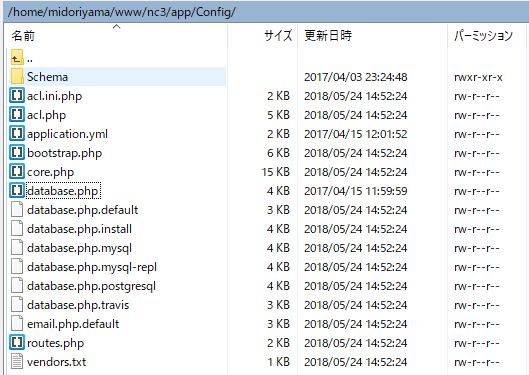 /home/midoriyama/www/nc3/app/Config/
名前 サイズ 更新日時 パーミッション
..
Schema 2017/04/03 23:24:48 rwxr-xr-x
acl.ini.php 2 KB 2018/05/24 14:52:24 rw-r--r--
acl.php 5 KB 2018/05/24 14:52:24 rw-r--r--
application.yml 2 KB 2017/04/15 12:01:52 rw-r--r--
bootstrap.php 6 KB 2018/05/24 14:52:24 rw-r--r--
core.php 15 KB 2018/05/24 14:52:24 rw-r--r--
database.php 4 KB 2017/04/15 11:59:59 rw-r--r--
database.php.default 3 KB 2018/05/24 14:52:24 rw-r--r--
database.php.install 4 KB 2018/05/24 14:52:24 rw-r--r--
database.php.mysql 4 KB 2018/05/24 14:52:24 rw-r--r--
database.php.mysql-repl 4 KB 2018/05/24 14:52:24 rw-r--r--
database.php.postgresql 4 KB 2018/05/24 14:52:24 rw-r--r--
database.php.travis 3 KB 2018/05/24 14:52:24 rw-r--r--
email.php.default 3 KB 2018/05/24 14:52:24 rw-r--r--
routes.php 2 KB 2018/05/24 14:52:24 rw-r--r--
vendors.txt 1 KB 2018/05/24 14:52:24 rw-r--r--